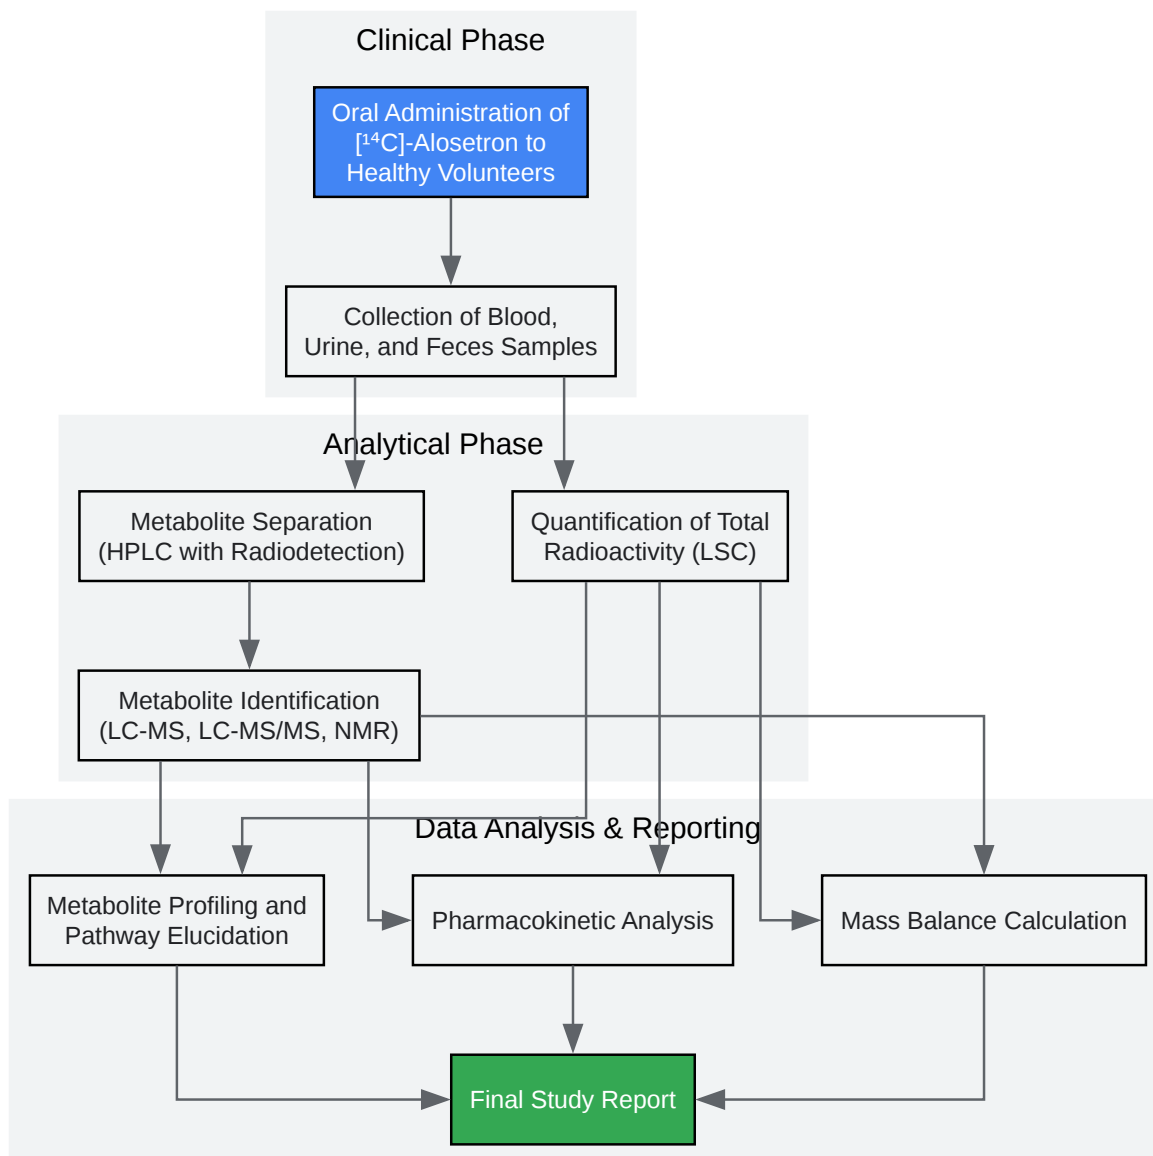 Clinical Phase
Oral Administration of
[¹⁴C]-Alosetron to
Healthy Volunteers
Collection of Blood,
Urine, and Feces Samples
Analytical Phase
Metabolite Separation
(HPLC with Radiodetection)
Quantification of Total
Radioactivity (LSC)
Metabolite Identification
(LC-MS, LC-MS/MS, NMR)
Data Analysis & Reporting
Metabolite Profiling and
Pathway Elucidation
Pharmacokinetic Analysis
Mass Balance Calculation
Final Study Report